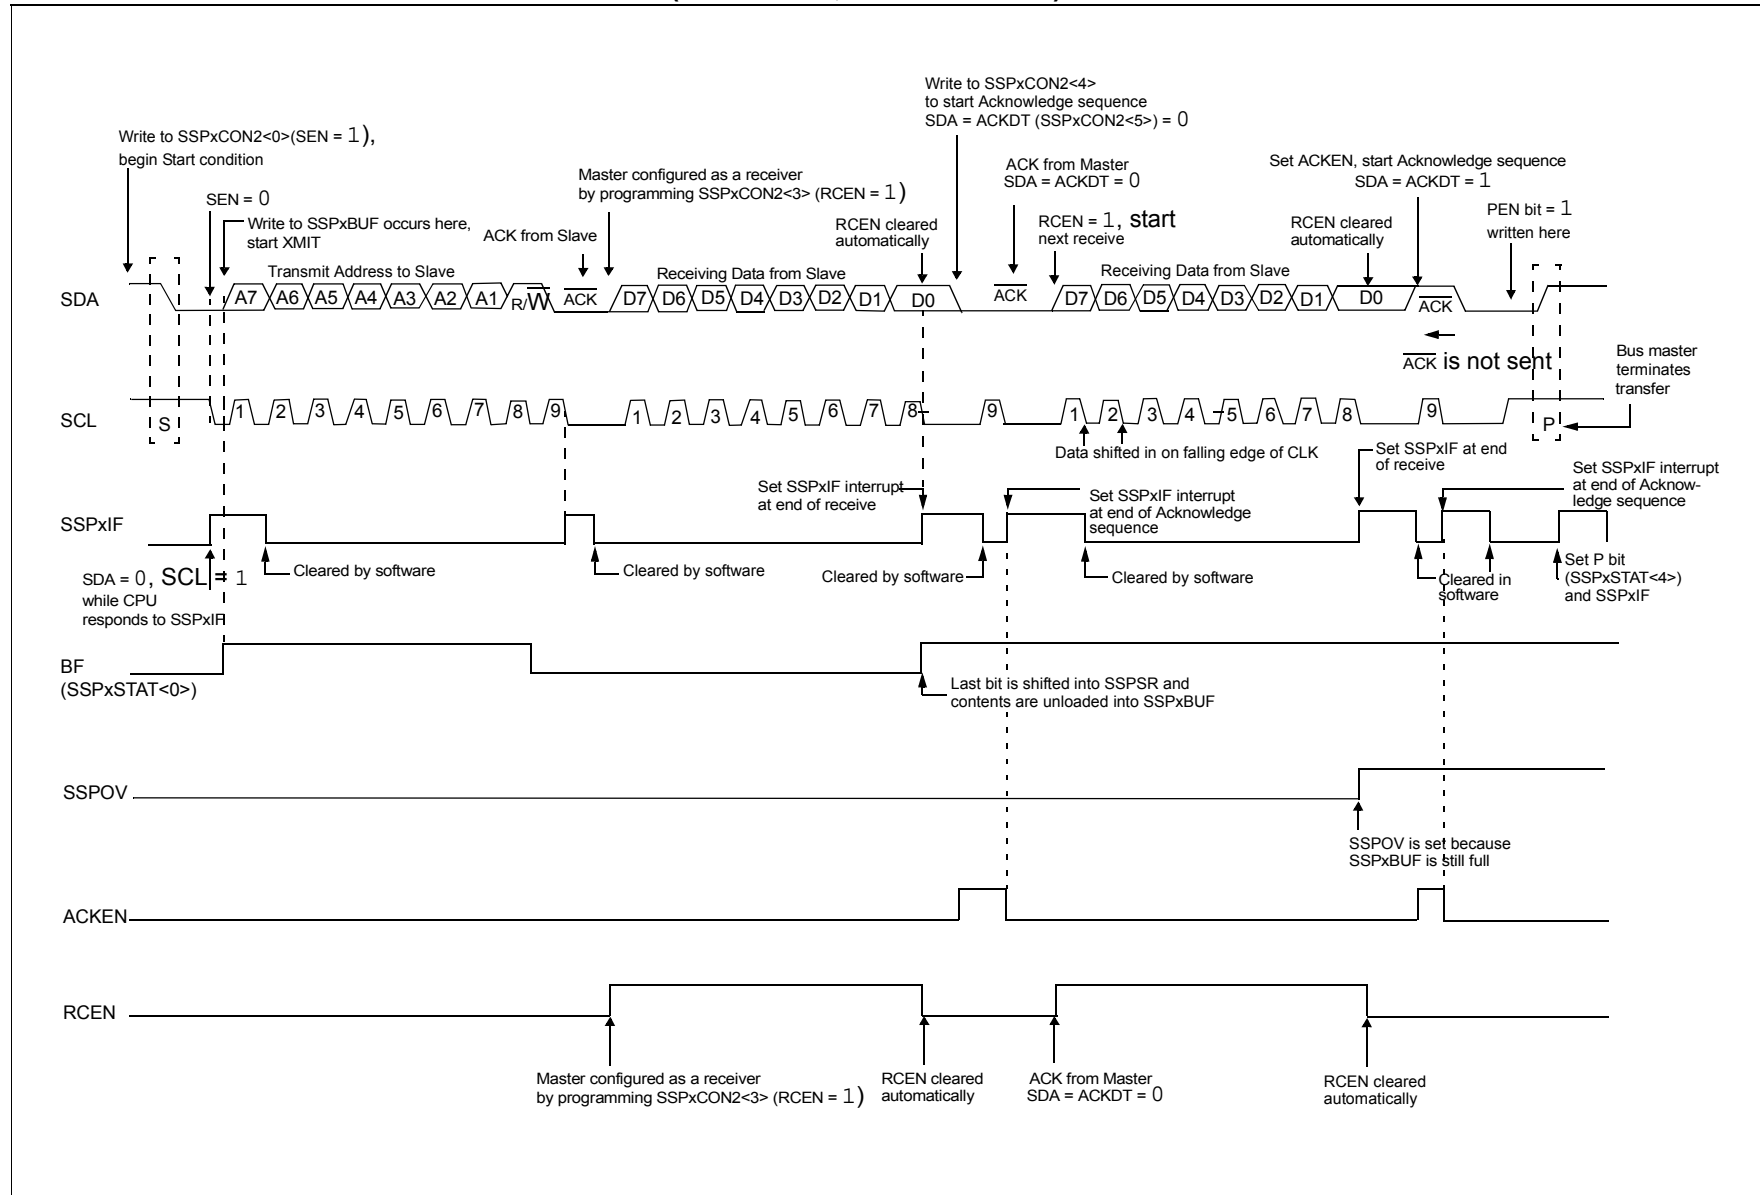 Write to SSPxCON2<4>
to start Acknowledge sequence
SDA = ACKDT (SSPxCON2<5>) = 0
Write to SSPxCON2<0>(SEN = 1),
begin Start condition
ACK from Master
SDA = ACKDT = 0
Set ACKEN, start Acknowledge sequence
SDA = ACKDT = 1
Master configured as a receiver
by programming SSPxCON2<3> (RCEN = 1)
SEN = 0
PEN bit = 1
written here
RCEN cleared
automatically
RCEN = 1, start
next receive
RCEN cleared
automatically
Write to SSPxBUF occurs here,
start XMIT
ACK from Slave
Transmit Address to Slave
Receiving Data from Slave
Receiving Data from Slave
SDA
A7 A6 A5 A4 A3 A2 A1 R/W ACK D7 D6 D5 D4 D3 D2 D1 D0 ACK D7 D6 D5 D4 D3 D2 D1 D0 ACK
ACK is not sent
Bus master
terminates
transfer
SCL
S 1 2 3 4 5 6 7 8 9 1 2 3 4 5 6 7 8 9 1 2 3 4 5 6 7 8 9 P
Data shifted in on falling edge of CLK
Set SSPxIF at end
of receive
Set SSPxIF interrupt
at end of Acknow-
ledge sequence
Set SSPxIF interrupt
at end of receive
Set SSPxIF interrupt
at end of Acknowledge
sequence
SSPxIF
Cleared by software
Cleared by software
Cleared by software
Cleared by software
Cleared in
software
Set P bit
(SSPxSTAT<4>)
and SSPxIF
SDA = 0, SCL = 1
while CPU
responds to SSPxIF
BF
(SSPxSTAT<0>)
Last bit is shifted into SSPSR and
contents are unloaded into SSPxBUF
SSPOV
SSPOV is set because
SSPxBUF is still full
ACKEN
RCEN
Master configured as a receiver
by programming SSPxCON2<3> (RCEN = 1)
RCEN cleared
automatically
ACK from Master
SDA = ACKDT = 0
RCEN cleared
automatically